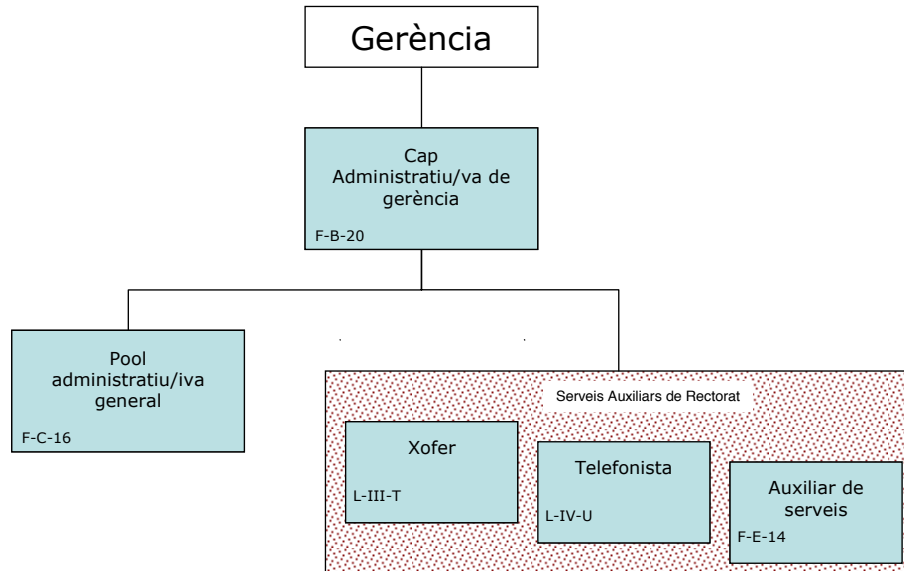 Gerència
Cap
Administratiu/va de
gerència
F-B-20
Pool
administratiu/iva
general
F-C-16
Serveis Auxiliars de Rectorat
Xofer
L-III-T
Telefonista
L-IV-U
Auxiliar de
serveis
F-E-14